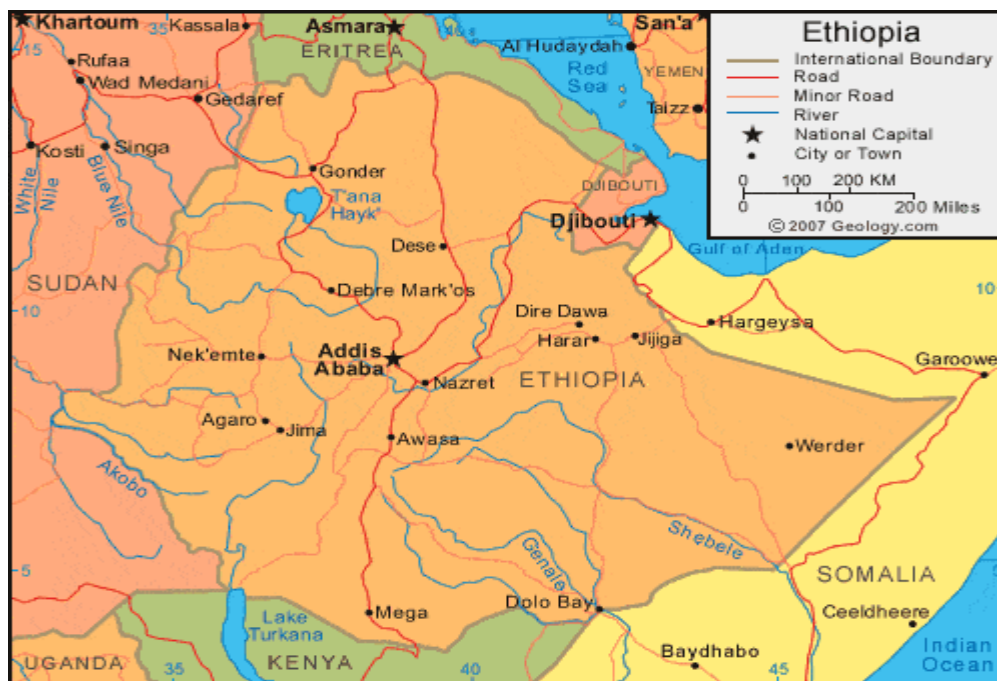 Khartoum
35
Kassala
Asmara
ERITREA
40
Al Hudaydah
San'a
Red
Sea
YEMEN
Taizz
Ethiopia
International Boundary
Road
Minor Road
River
National Capital
City or Town
0 100 200 KM
0 100 200 Miles
© 2007 Geology.com
15
Rufaa
Wad Medani
Gedaref
Kosti
Singa
White
Nile
Blue Nile
Gonder
T'ana
Hayk'
DJIBOUTI
Djibouti
Dese
Gulf of Aden
SUDAN
10
Debre Mark'os
10
Dire Dawa
Hargeysa
Harar
Jijiga
Nek'emte
Addis
Ababa
Nazret
ETHIOPIA
Garoowe
Agaro
Jima
Awasa
Werder
Akobo
Shebele
Genale
5
SOMALIA
Mega
Dolo Bay
Ceeldheere
Lake
Turkana
Baydhabo
Indian
Ocean
UGANDA
35
KENYA
40
45